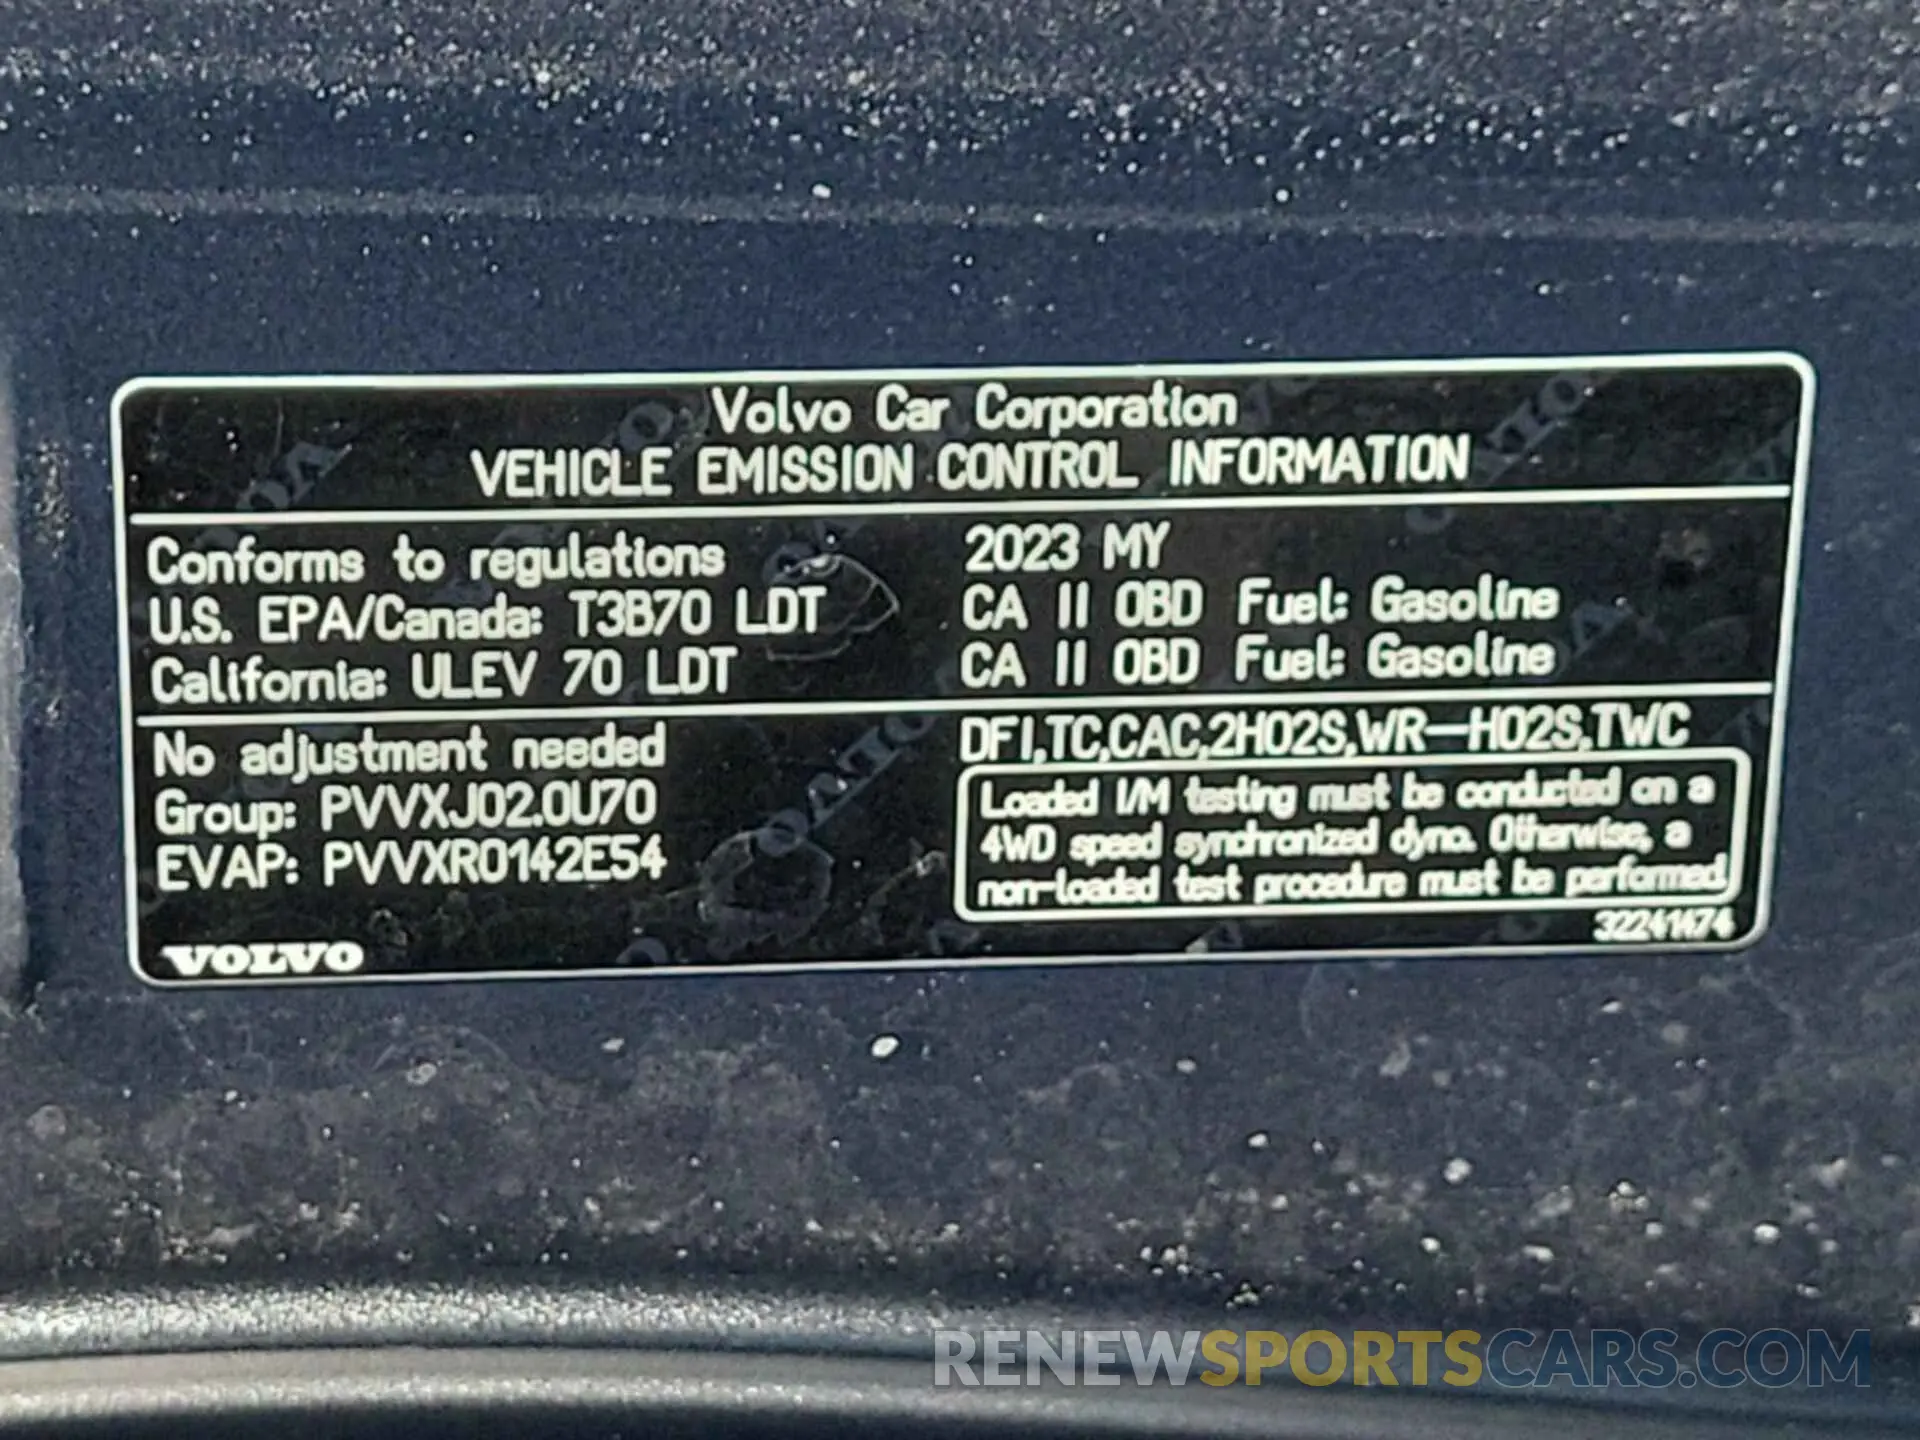 Volvo Car Corporation
VEHICLE EMISSION CONTROL INFORMATION
Conforms to regulations
U.S. EPA/Canada: T3B70 LDT
California: ULEV 70 LDT
2023 MY
CA II OBD Fuel: Gasoline
CA II OBD Fuel: Gasoline
No adjustment needed
Group: PVVXJ02.0U70
EVAP: PVVXR0142E54
DFI,TC,CAC,2HO2S,WR-HO2S,TWC
Loaded I/M testing must be conducted on a
4WD speed synchronized dyno. Otherwise, a
non-loaded test procedure must be performed
32241474
VOLVO
RENEWSPORTSCARS.COM